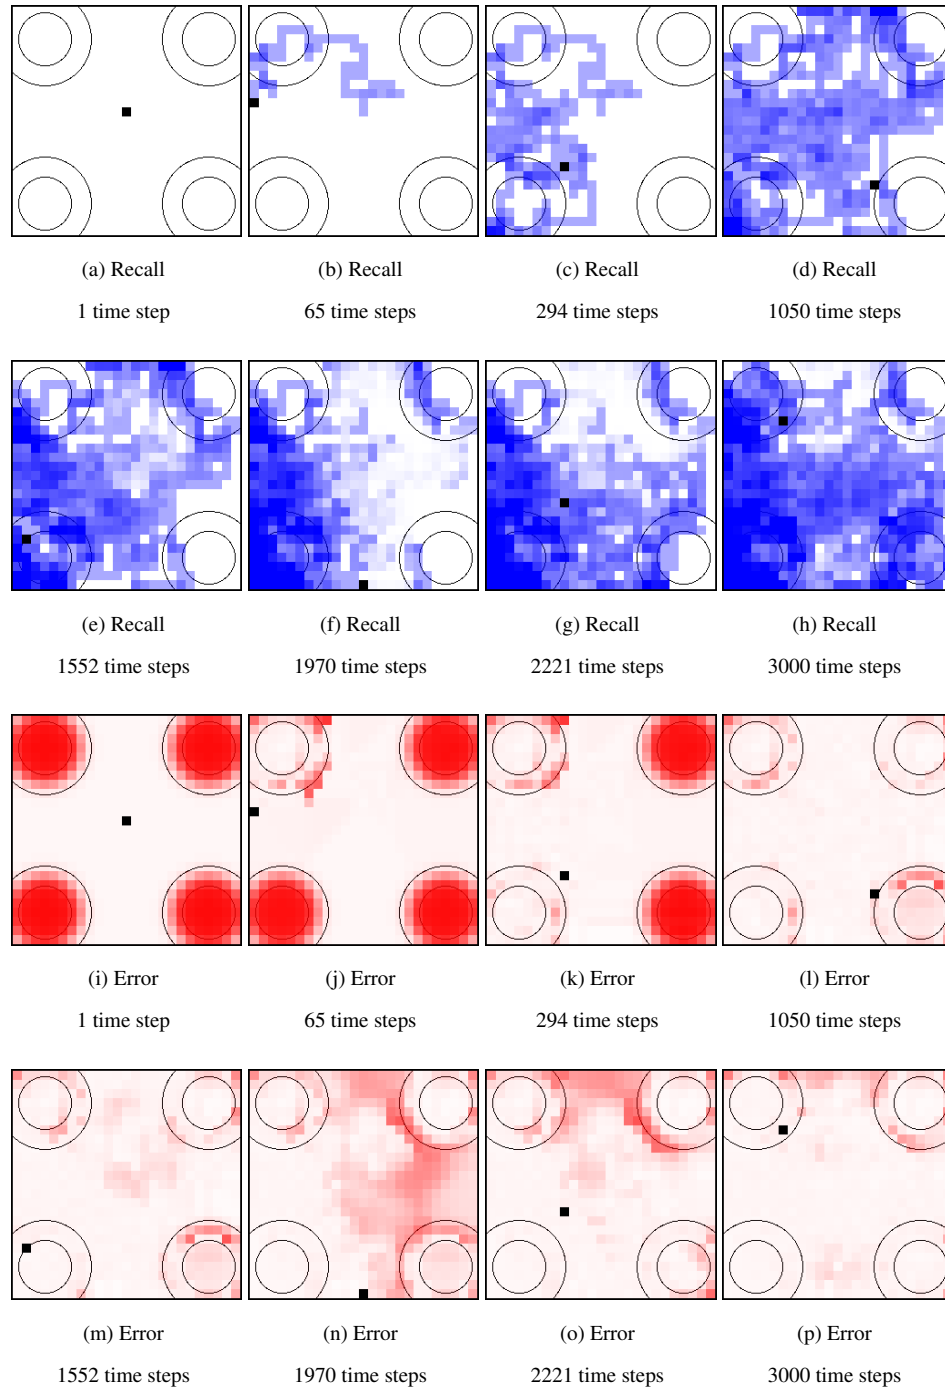 (a) Recall (b) Recall (c) Recall (d) Recall
1 time step 65 time steps 294 time steps 1050 time steps
(e) Recall (f) Recall (g) Recall (h) Recall
1552 time steps 1970 time steps 2221 time steps 3000 time steps
(i) Error (j) Error (k) Error (l) Error
1 time step 65 time steps 294 time steps 1050 time steps
(m) Error (n) Error (o) Error (p) Error
1552 time steps 1970 time steps 2221 time steps 3000 time steps